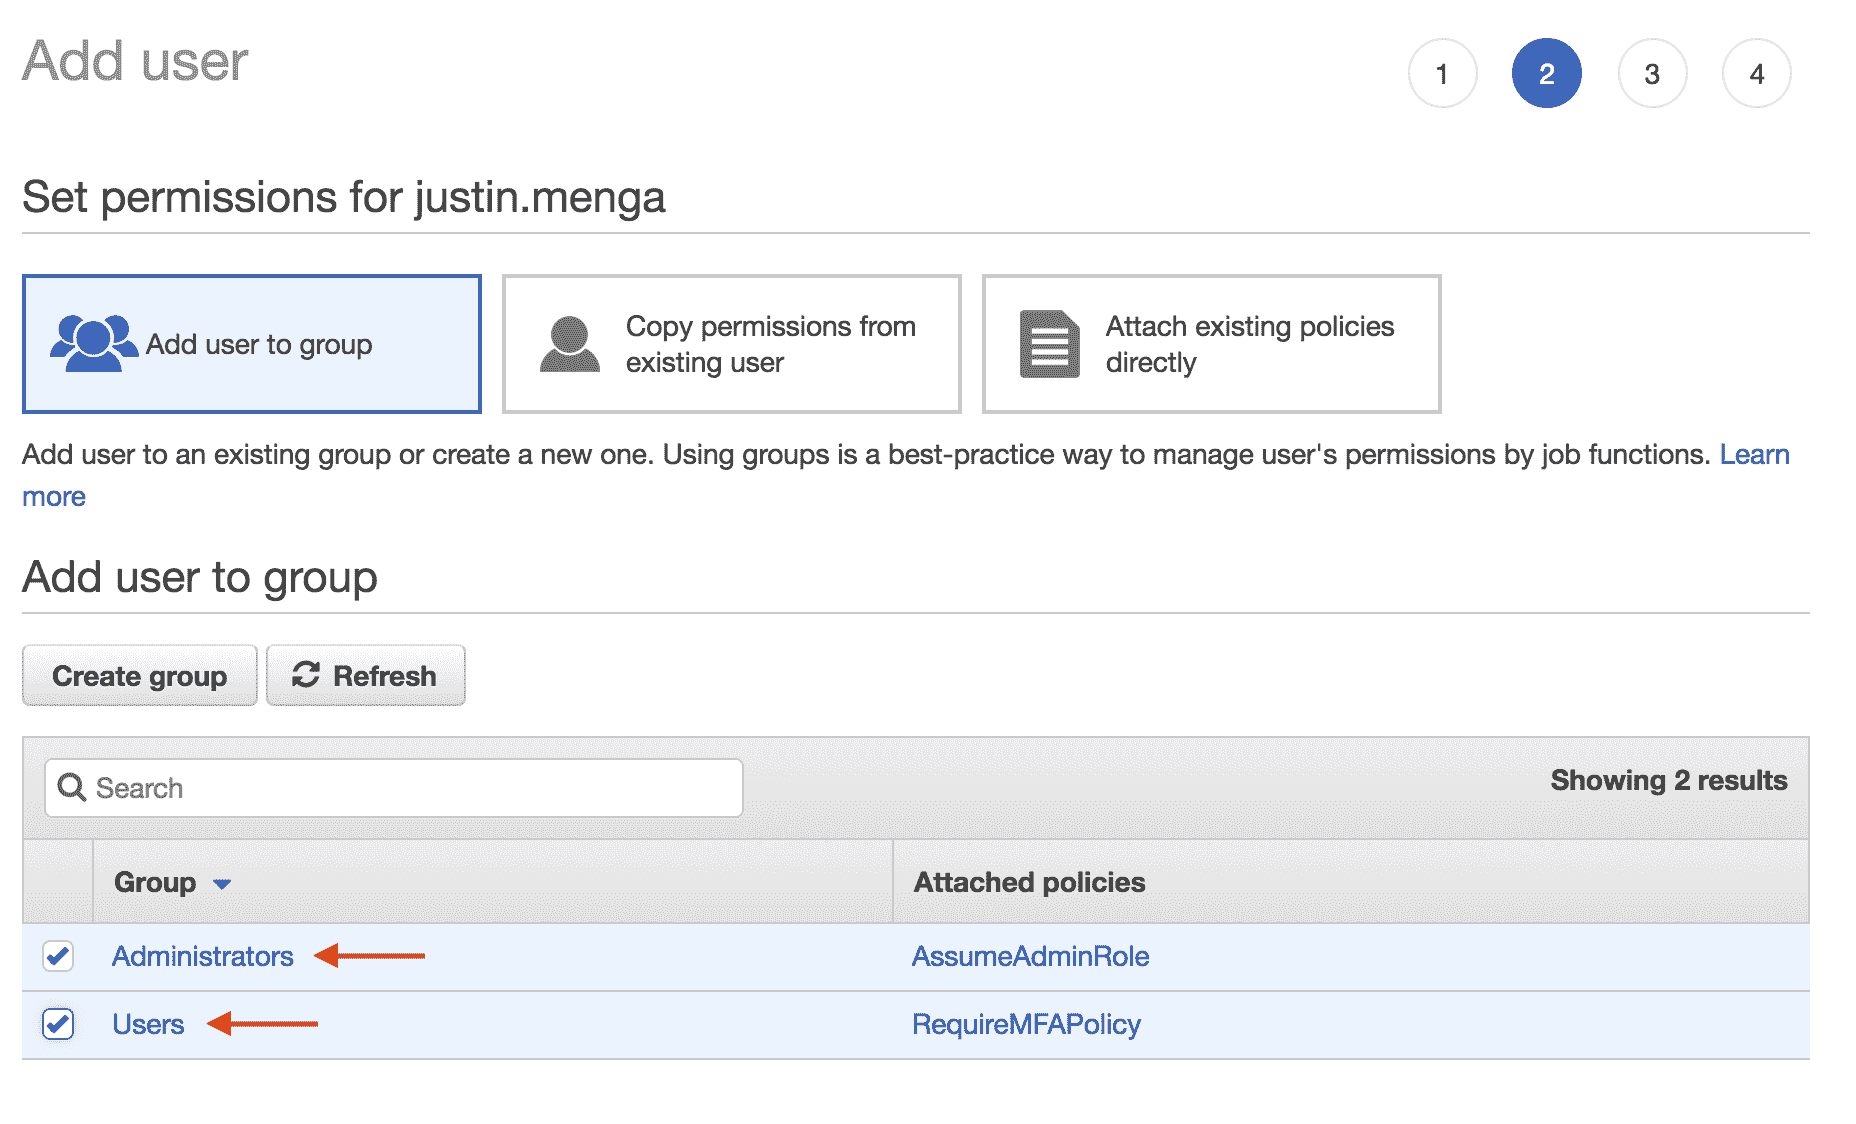 Add user
1 2 3 4
Set permissions for justin.menga
Add user to group
Copy permissions from
existing user
Attach existing policies
directly
Add user to an existing group or create a new one. Using groups is a best-practice way to manage user's permissions by job functions. Learn
more
Add user to group
Create group Refresh
Search
Showing 2 results
Group Attached policies
Administrators AssumeAdminRole
Users RequireMFAPolicy